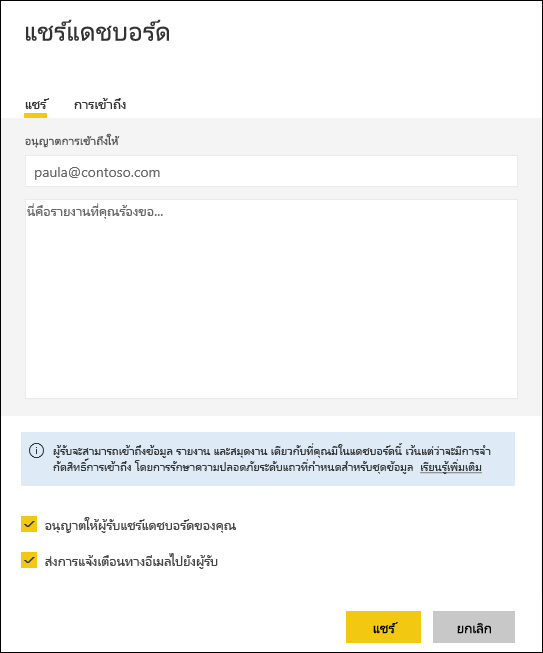 แชร์แดชบอร์ด
แชร์ การเข้าถึง
อนุญาตการเข้าถึงให้
paula@contoso.com
นี่คือรายงานที่คุณร้องขอ...
ผู้รับจะสามารถเข้าถึงข้อมูล รายงาน และสมุดงาน เดียวกับที่คุณมีในแดชบอร์ดนี้ เว้นแต่ว่าจะมีการจำ
กัดสิทธิ์การเข้าถึง โดยการรักษาความปลอดภัยระดับแถวที่กำหนดสำหรับชุดข้อมูล เรียนรู้เพิ่มเติม
อนุญาตให้ผู้รับแชร์แดชบอร์ดของคุณ
ส่งการแจ้งเตือนทางอีเมลไปยังผู้รับ
แชร์ ยกเลิก